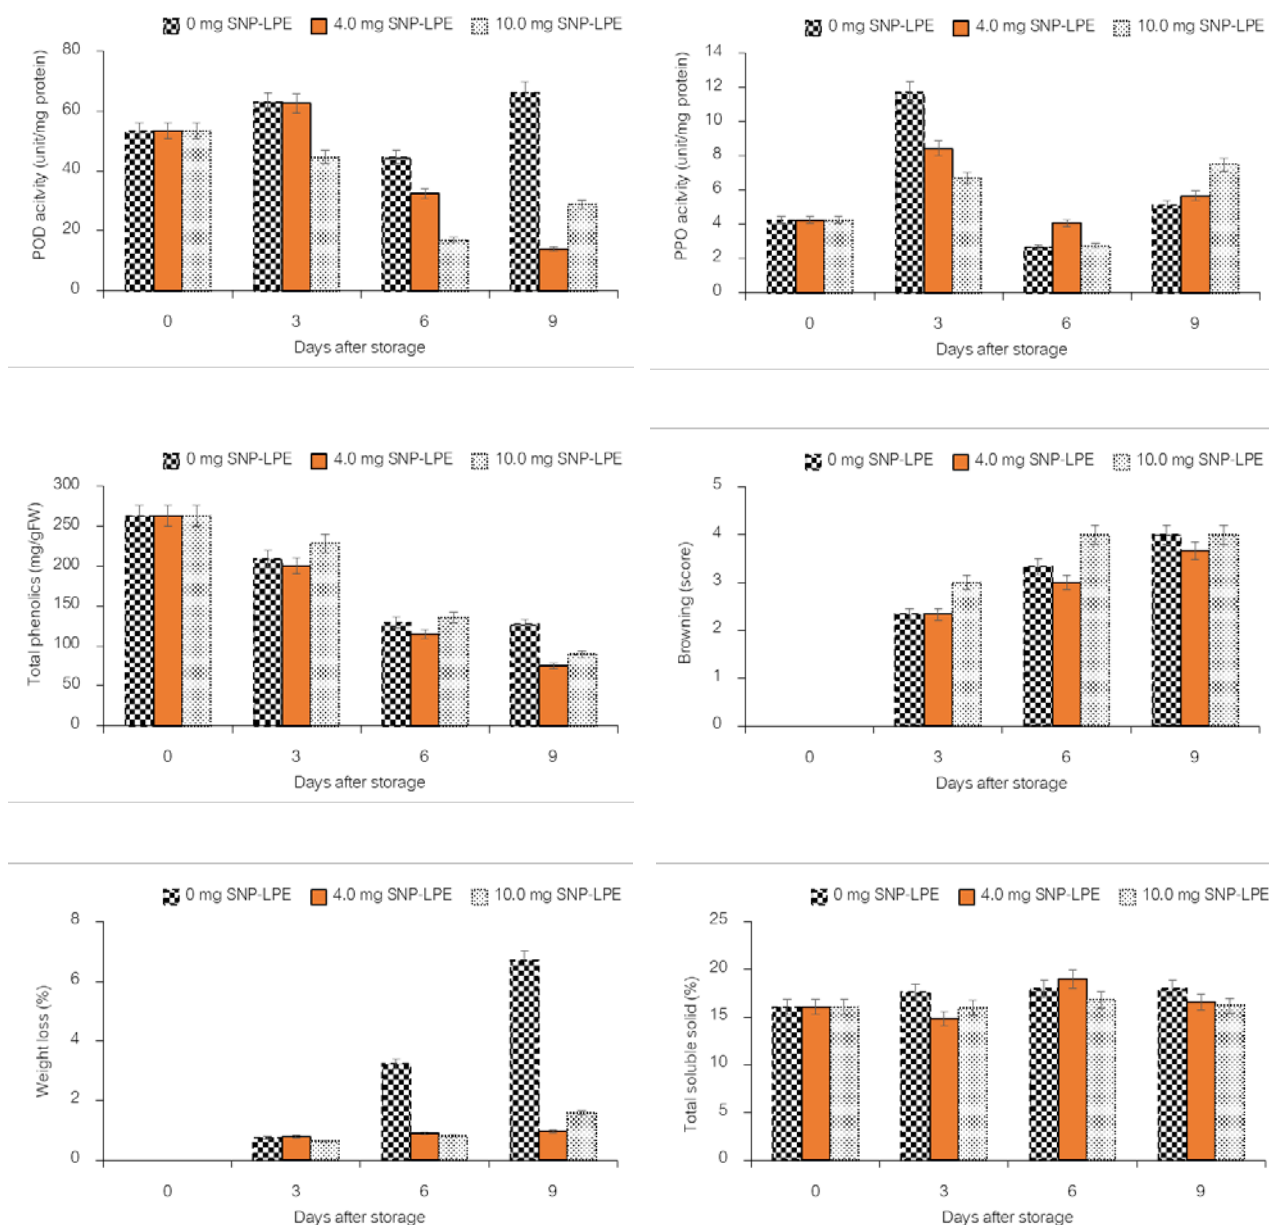 0 mg SNP-LPE 4.0 mg SNP-LPE 10.0 mg SNP-LPE
POD acitvity (unit/mg protein)
80
60
40
20
0
0 3 6 9
Days after storage
0 mg SNP-LPE 4.0 mg SNP-LPE 10.0 mg SNP-LPE
PPO acitvity (unit/mg protein)
14
12
10
8
6
4
2
0
0 3 6 9
Days after storage
0 mg SNP-LPE 4.0 mg SNP-LPE 10.0 mg SNP-LPE
Total phenolics (mg/gFW)
300
250
200
150
100
50
0
0 3 6 9
Days after storage
0 mg SNP-LPE 4.0 mg SNP-LPE 10.0 mg SNP-LPE
Browning (score)
5
4
3
2
1
0
0 3 6 9
Days after storage
0 mg SNP-LPE 4.0 mg SNP-LPE 10.0 mg SNP-LPE
Weight loss (%)
8
6
4
2
0
0 3 6 9
Days after storage
0 mg SNP-LPE 4.0 mg SNP-LPE 10.0 mg SNP-LPE
Total soluble solid (%)
25
20
15
10
5
0
0 3 6 9
Days after storage